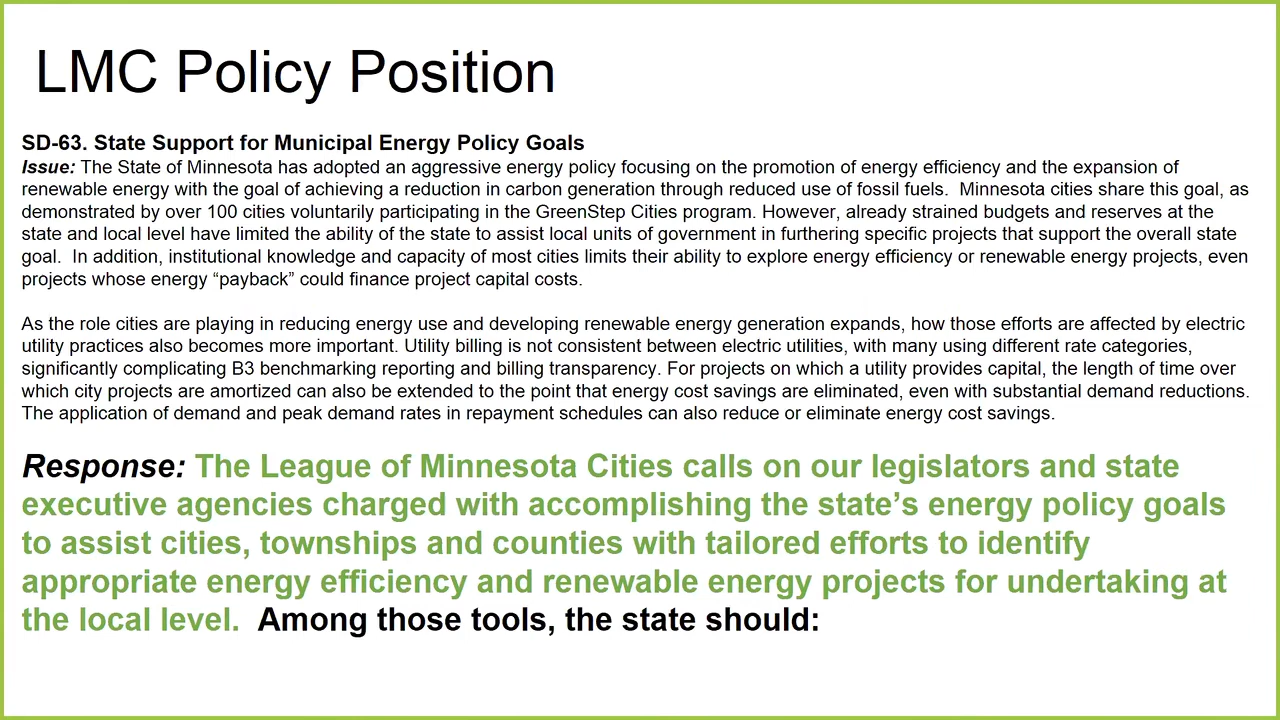 LMC Policy Position
SD-63. State Support for Municipal Energy Policy Goals
Issue: The State of Minnesota has adopted an aggressive energy policy focusing on the promotion of energy efficiency and the expansion of
renewable energy with the goal of achieving a reduction in carbon generation through reduced use of fossil fuels.  Minnesota cities share this goal, as
demonstrated by over 100 cities voluntarily participating in the GreenStep Cities program. However, already strained budgets and reserves at the
state and local level have limited the ability of the state to assist local units of government in furthering specific projects that support the overall state
goal.  In addition, institutional knowledge and capacity of most cities limits their ability to explore energy efficiency or renewable energy projects, even
projects whose energy “payback” could finance project capital costs.
As the role cities are playing in reducing energy use and developing renewable energy generation expands, how those efforts are affected by electric
utility practices also becomes more important. Utility billing is not consistent between electric utilities, with many using different rate categories,
significantly complicating B3 benchmarking reporting and billing transparency. For projects on which a utility provides capital, the length of time over
which city projects are amortized can also be extended to the point that energy cost savings are eliminated, even with substantial demand reductions.
The application of demand and peak demand rates in repayment schedules can also reduce or eliminate energy cost savings.
Response: The League of Minnesota Cities calls on our legislators and state
executive agencies charged with accomplishing the state’s energy policy goals
to assist cities, townships and counties with tailored efforts to identify
appropriate energy efficiency and renewable energy projects for undertaking at
the local level.  Among those tools, the state should: